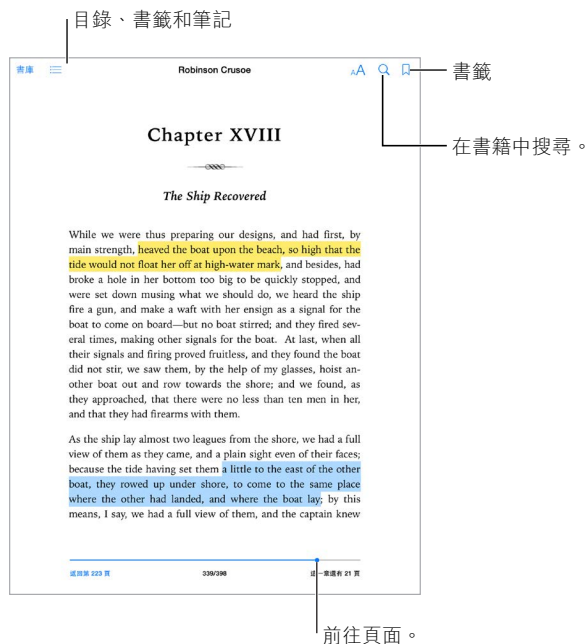 目錄、書籤和筆記
書庫
Robinson Crusoe
AA
書籤
在書籍中搜尋。
Chapter XVIII
The Ship Recovered
While we were thus preparing our designs, and had first, by
main strength, heaved the boat upon the beach, so high that the
tide would not float her off at high-water mark, and besides, had
broke a hole in her bottom too big to be quickly stopped, and
were set down musing what we should do, we heard the ship
fire a gun, and make a waft with her ensign as a signal for the
boat to come on board—but no boat stirred; and they fired sev-
eral times, making other signals for the boat. At last, when all
their signals and firing proved fruitless, and they found the boat
did not stir, we saw them, by the help of my glasses, hoist an-
other boat out and row towards the shore; and we found, as
they approached, that there were no less than ten men in her,
and that they had firearms with them.
As the ship lay almost two leagues from the shore, we had a full
view of them as they came, and a plain sight even of their faces;
because the tide having set them a little to the east of the other
boat, they rowed up under shore, to come to the same place
where the other had landed, and where the boat lay; by this
means, I say, we had a full view of them, and the captain knew
返回第 223 頁
339/398
這一章還有 21 頁
前往頁面。